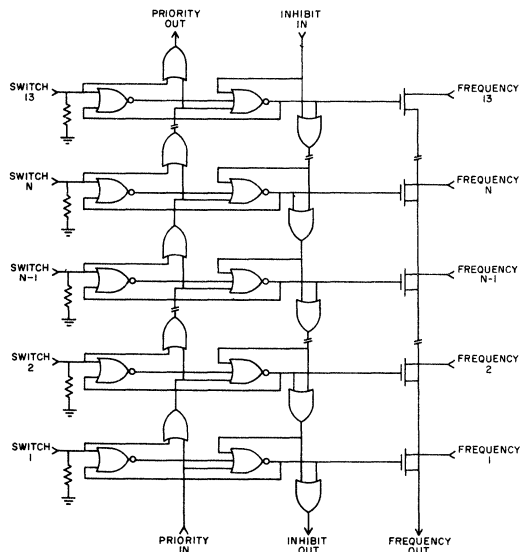 PRIORITY
OUT
INHIBIT
IN
SWITCH
13
FREQUENCY
13
SWITCH
N
FREQUENCY
N
SWITCH
N-1
FREQUENCY
N-1
SWITCH
2
FREQUENCY
2
SWITCH
1
FREQUENCY
1
PRIORITY
IN
INHIBIT
OUT
FREQUENCY
OUT